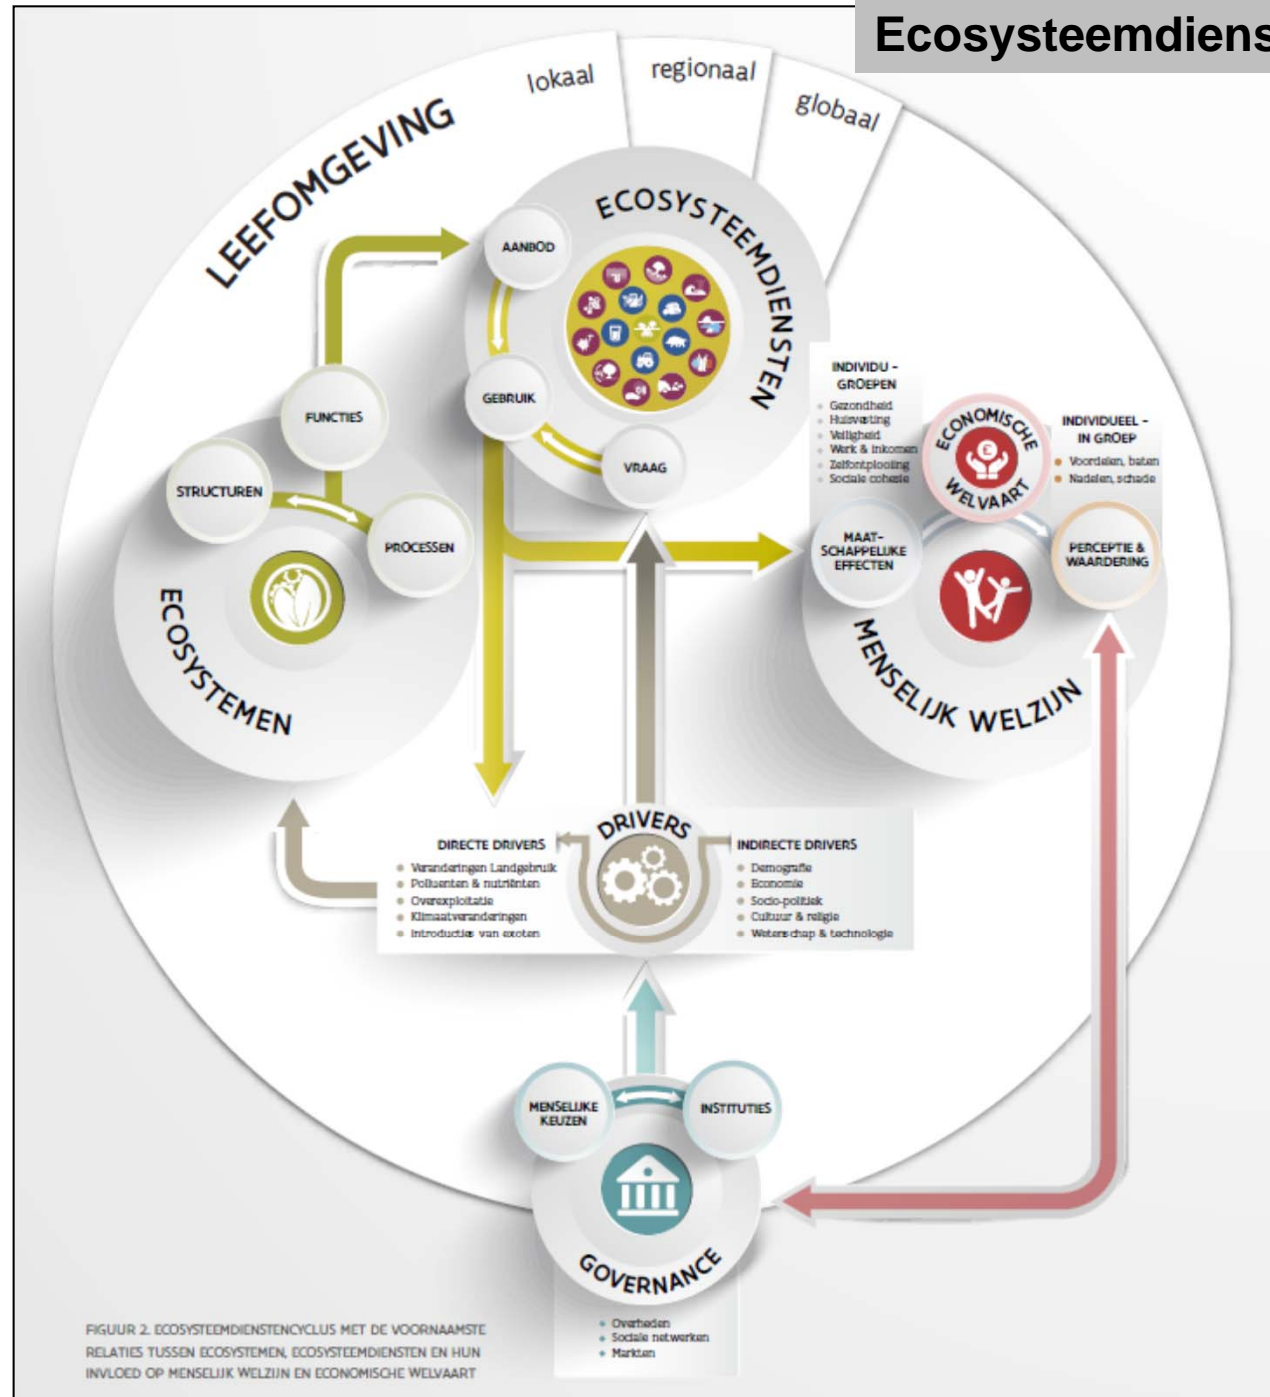 Ecosysteemdiens
lokaal
regionaal
globaal
LEEFOMGEVING
ECOSYSTEEMDIENSTEN
AANBOD
GEBRUIK
VRAAG
FUNCTIES
STRUCTUREN
PROCESSEN
ECOSYSTEMEN
INDIVIDU -
GROEPEN
Gezondheid
Huisvesting
Veiligheid
Werk & inkomen
Zelfontplooiing
Sociale cohesie
ECONOMISCHE
WELVAART
INDIVIDUEEL -
IN GROEP
Voordelen, baten
Nadelen, schade
MAAT-
SCHAPPELIJKE
EFFECTEN
PERCEPTIE &
WAARDERING
MENSELIJK WELZIJN
DRIVERS
DIRECTE DRIVERS
Veranderingen Landgebruik
Polluenten & nutriënten
Overexploitatie
Klimaatveranderingen
Introducties van exoten
INDIRECTE DRIVERS
Demografie
Economie
Socio-politiek
Cultuur & religie
Wetenschap & technologie
MENSELIJKE
KEUZEN
INSTITUTIES
GOVERNANCE
Overheden
Sociale netwerken
Markten
FIGUUR 2. ECOSYSTEEMDIENSTENCYCLUS MET DE VOORNAAMSTE
RELATIES TUSSEN ECOSYSTEMEN, ECOSYSTEEMDIENSTEN EN HUN
INVLOED OP MENSELIJK WELZIJN EN ECONOMISCHE WELVAART